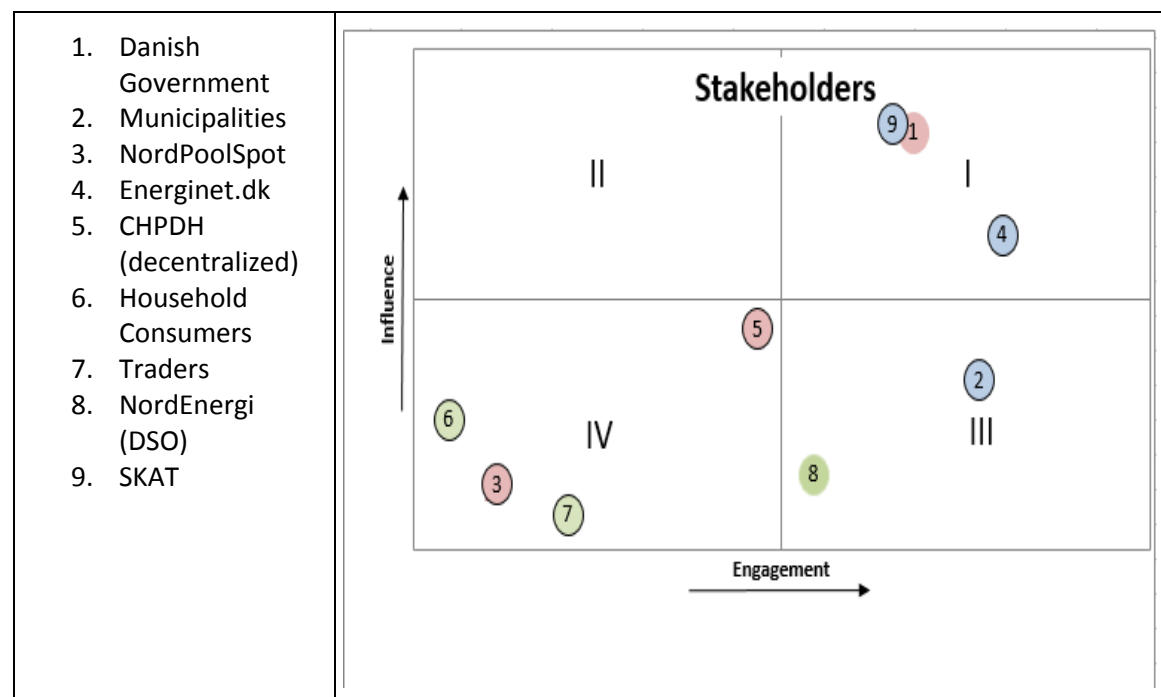 1. Danish
Government
2. Municipalities
3. NordPoolSpot
4. Energinet.dk
5. CHPDH
(decentralized)
6. Household
Consumers
7. Traders
8. NordEnergi
(DSO)
9. SKAT
Stakeholders
9
1
II
I
4
Influence
5
2
6
IV
III
3
8
7
Engagement